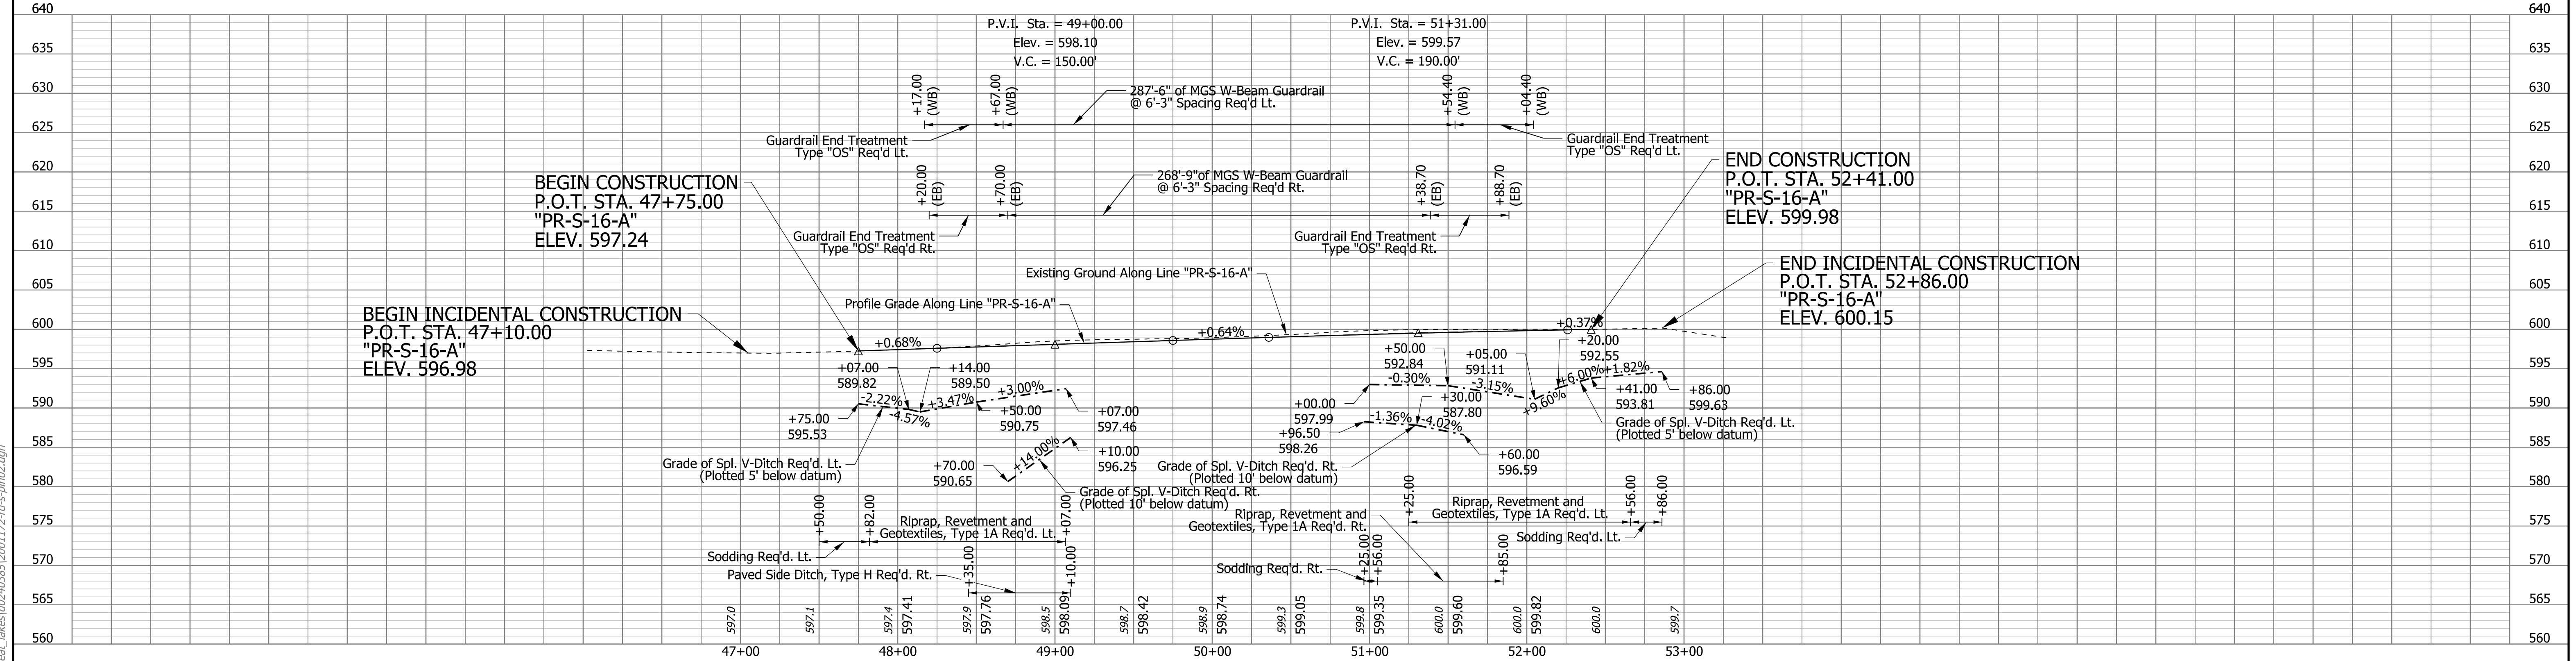 640
635
630
625
620
615
610
605
600
595
590
585
580
575
570
565
560
P.V.I. Sta. = 49+00.00
Elev. = 598.10
V.C. = 150.00'
P.V.I. Sta. = 51+31.00
Elev. = 599.57
V.C. = 190.00'
+17.00
(WB)
+67.00
(WB)
287'-6" of MGS W-Beam Guardrail
@ 6'-3" Spacing Req'd Lt.
+54.40
(WB)
+04.40
(WB)
Guardrail End Treatment
Type "OS" Req'd Lt.
Guardrail End Treatment
Type "OS" Req'd Lt.
+20.00
(EB)
+70.00
(EB)
268'-9"of MGS W-Beam Guardrail
@ 6'-3" Spacing Req'd Rt.
+38.70
(EB)
+88.70
(EB)
Guardrail End Treatment
Type "OS" Req'd Rt.
Guardrail End Treatment
Type "OS" Req'd Rt.
BEGIN CONSTRUCTION
P.O.T. STA. 47+75.00
"PR-S-16-A"
ELEV. 597.24
END CONSTRUCTION
P.O.T. STA. 52+41.00
"PR-S-16-A"
ELEV. 599.98
BEGIN INCIDENTAL CONSTRUCTION
P.O.T. STA. 47+10.00
"PR-S-16-A"
ELEV. 596.98
END INCIDENTAL CONSTRUCTION
P.O.T. STA. 52+86.00
"PR-S-16-A"
ELEV. 600.15
Existing Ground Along Line "PR-S-16-A"
Profile Grade Along Line "PR-S-16-A"
+0.68%
+0.64%
+0.37%
+07.00
589.82
+14.00
589.50
-2.22%
-4.57%
+3.47%
+3.00%
+75.00
595.53
+50.00
590.75
+07.00
597.46
Grade of Spl. V-Ditch Req'd. Lt.
(Plotted 5' below datum)
+70.00
590.65
+14.00%
+10.00
596.25
Grade of Spl. V-Ditch Req'd. Rt.
(Plotted 10' below datum)
+50.00
592.84
+05.00
591.11
+20.00
592.55
-0.30%
-3.15%
+9.60%
+6.00%
+1.82%
+00.00
597.99
+30.00
587.80
+41.00
593.81
+86.00
599.63
-1.36%
-4.02%
+96.50
598.26
+60.00
596.59
Grade of Spl. V-Ditch Req'd. Lt.
(Plotted 5' below datum)
Grade of Spl. V-Ditch Req'd. Rt.
(Plotted 10' below datum)
+50.00
+82.00
Riprap, Revetment and
Geotextiles, Type 1A Req'd. Lt.
+07.00
Sodding Req'd. Lt.
Paved Side Ditch, Type H Req'd. Rt.
+35.00
+10.00
+25.00
Riprap, Revetment and
Geotextiles, Type 1A Req'd. Lt.
+56.00
+86.00
Sodding Req'd. Lt.
Riprap, Revetment and
Geotextiles, Type 1A Req'd. Rt.
+25.00
+56.00
+85.00
Sodding Req'd. Rt.
597.0
597.1
597.4
597.41
597.9
597.76
598.5
598.09
598.7
598.42
598.9
598.74
599.3
599.05
599.8
599.35
600.0
599.60
600.0
599.82
600.0
599.7
47+00
48+00
49+00
50+00
51+00
52+00
53+00
640
635
630
625
620
615
610
605
600
595
590
585
580
575
570
565
560